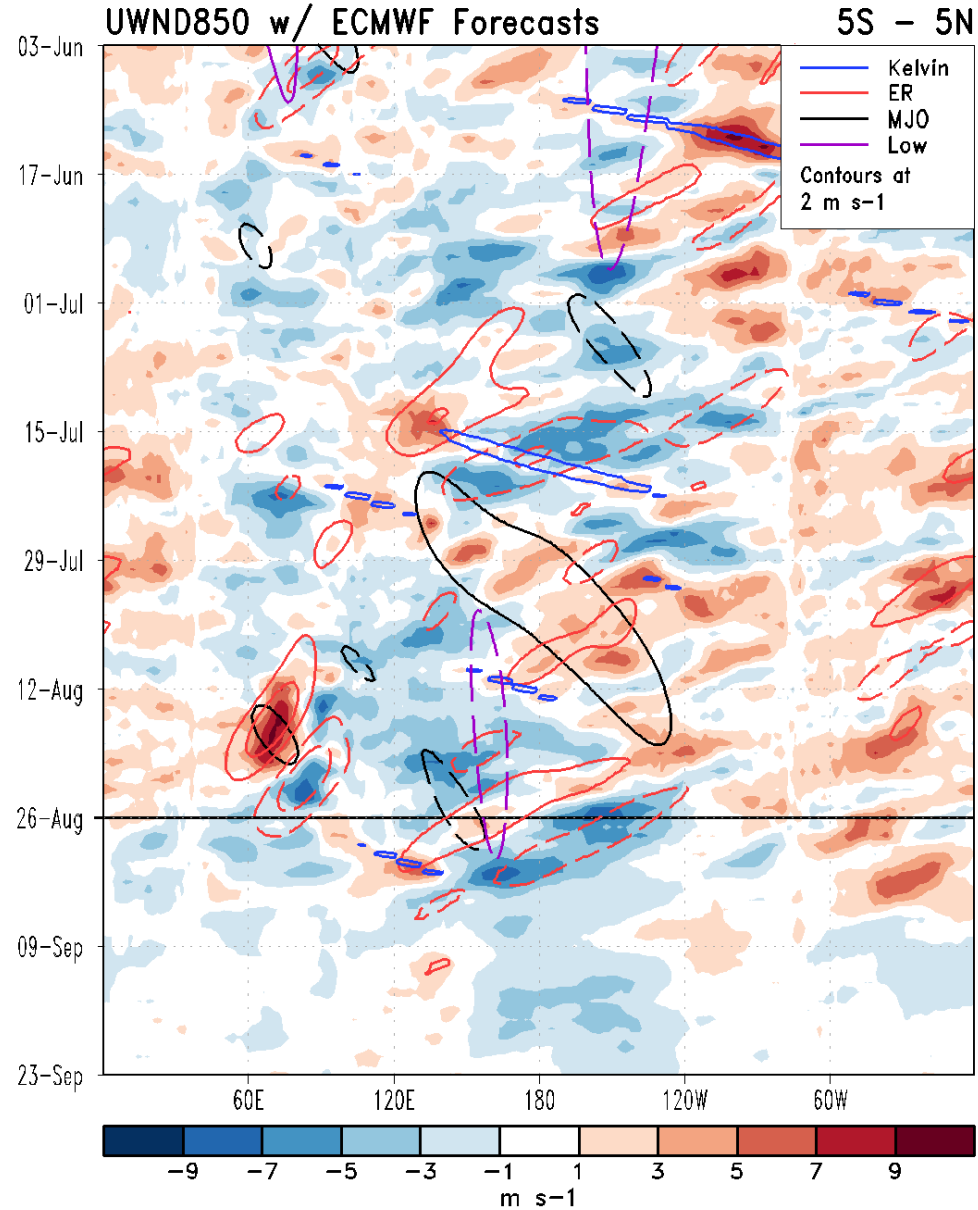 UWND850 w/ ECMWF Forecasts 5S - 5N
03-Jun
17-Jun
01-Jul
15-Jul
29-Jul
12-Aug
26-Aug
09-Sep
23-Sep
Kelvin
ER
MJO
Low
Contours at
2 m s-1
60E 120E 180 120W 60W
-9 -7 -5 -3 -1 1 3 5 7 9
m s-1